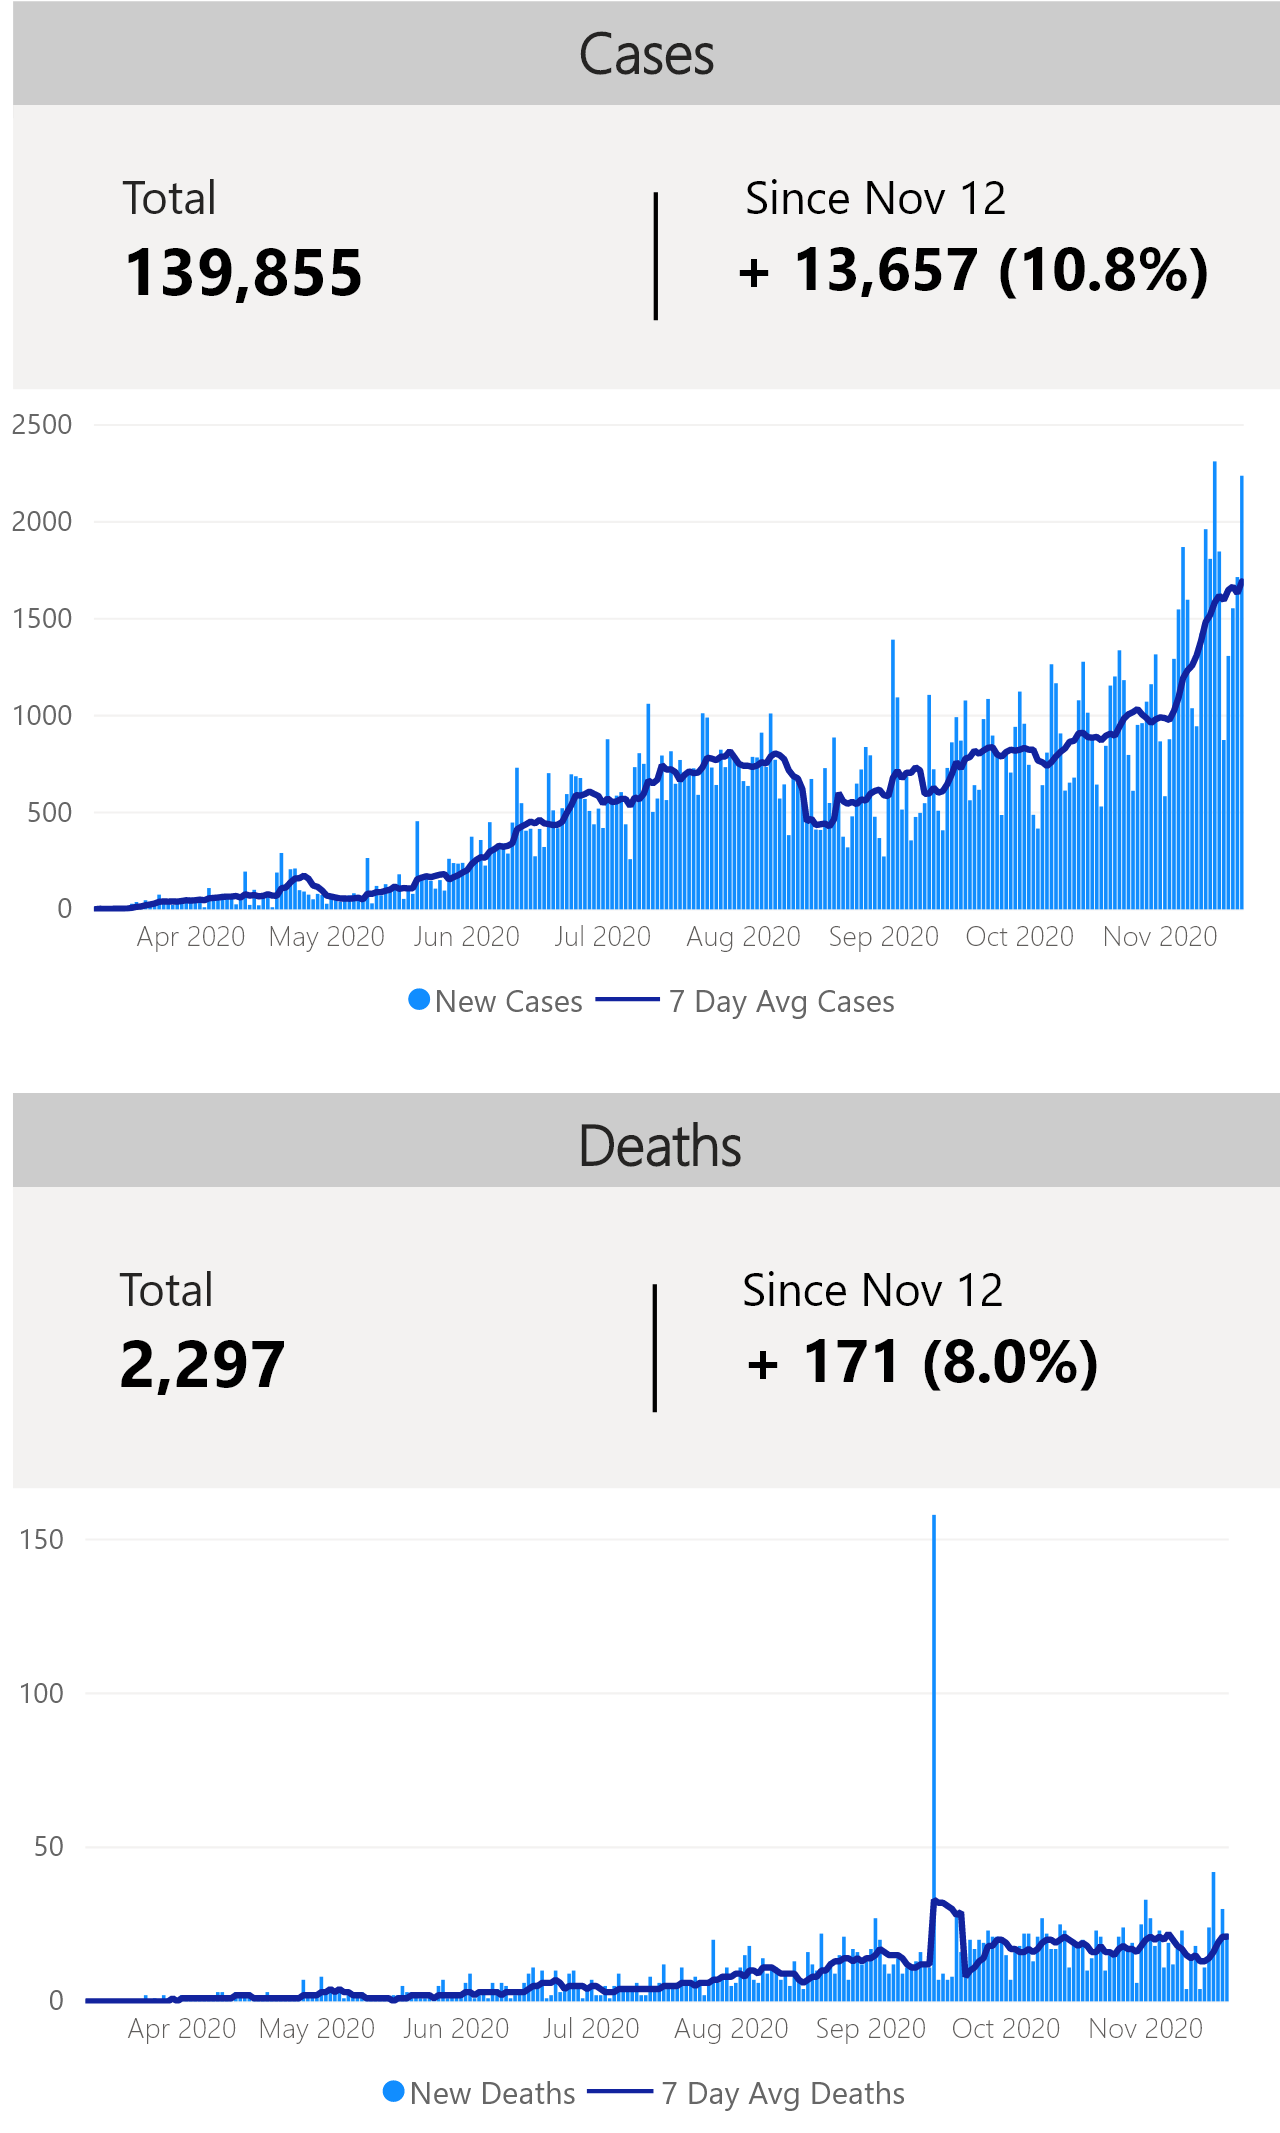 Cases
Total
Since Nov 12
139,855
+ 13,657 (10.8%)
2500
2000
1500
1000
500
0
Apr 2020 May 2020 Jun 2020 Jul 2020 Aug 2020 Sep 2020 Oct 2020 Nov 2020
New Cases 7 Day Avg Cases
Deaths
Total
Since Nov 12
2,297
+ 171 (8.0%)
150
100
50
0
Apr 2020 May 2020 Jun 2020 Jul 2020 Aug 2020 Sep 2020 Oct 2020 Nov 2020
New Deaths 7 Day Avg Deaths